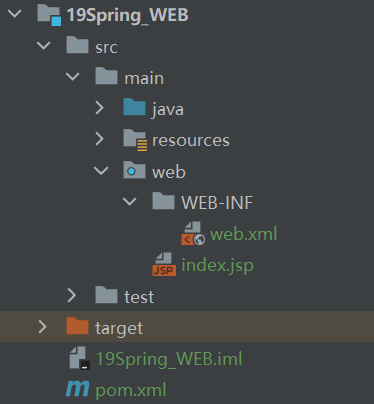 19Spring_WEB
src
main
java
resources
web
WEB-INF
web.xml
index.jsp
test
target
19Spring_WEB.iml
pom.xml